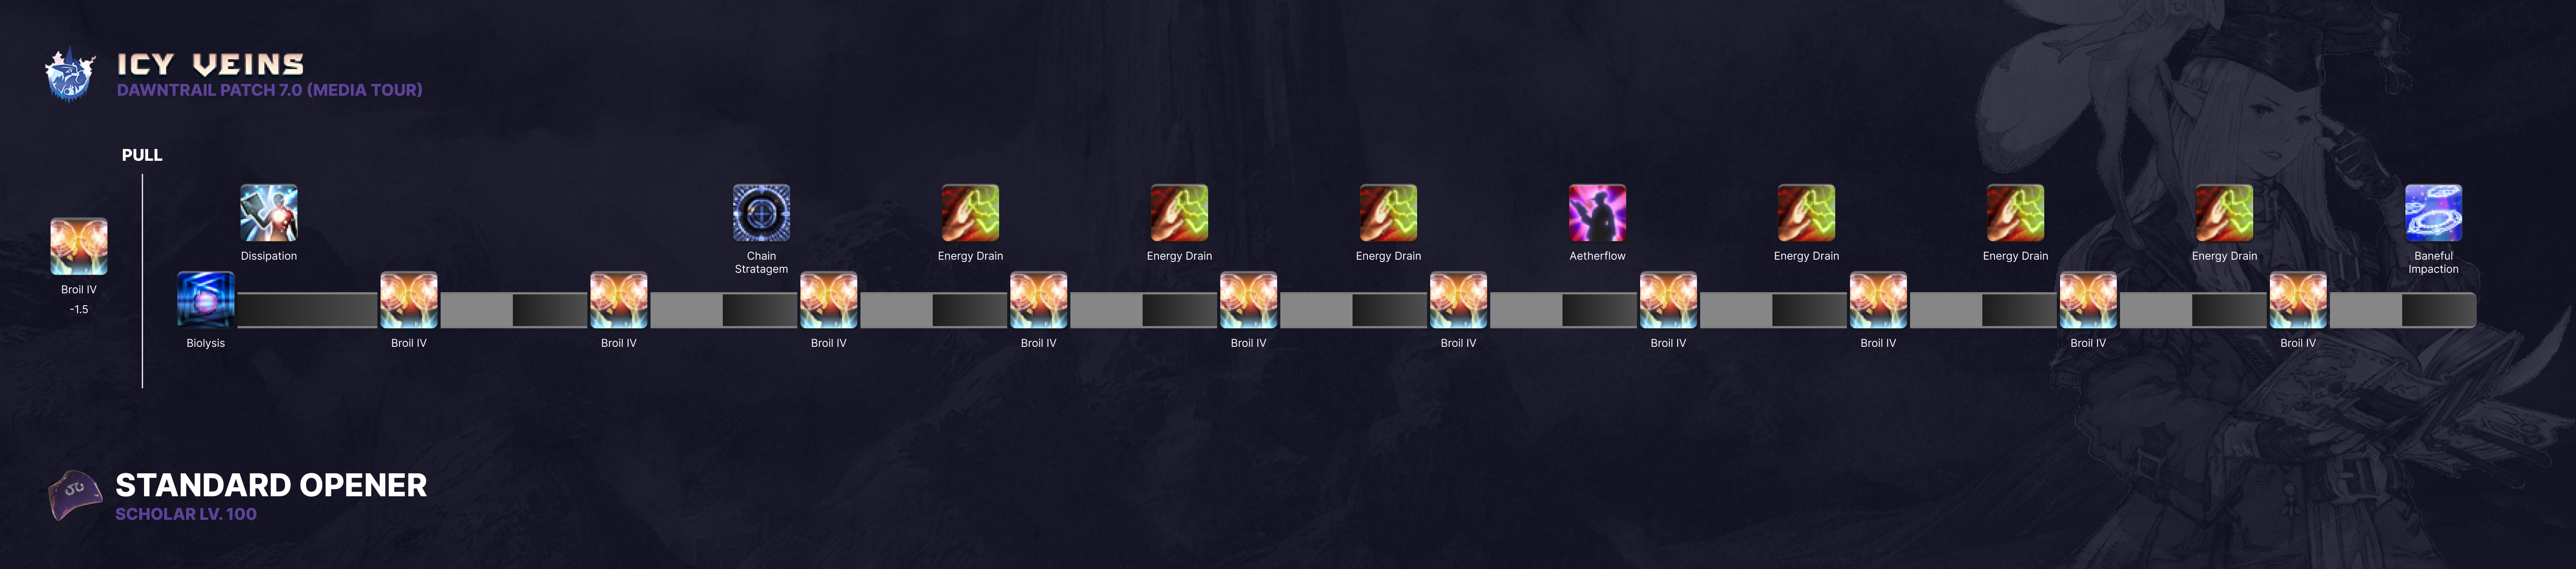 ICY VEINS
DAWNTRAIL PATCH 7.0 (MEDIA TOUR)
PULL
Broil IV
-1.5
Dissipation
Chain
Stratagem
Energy Drain
Energy Drain
Energy Drain
Aetherflow
Energy Drain
Energy Drain
Energy Drain
Baneful
Impaction
Biolysis
Broil IV
Broil IV
Broil IV
Broil IV
Broil IV
Broil IV
Broil IV
Broil IV
Broil IV
Broil IV
STANDARD OPENER
SCHOLAR LV. 100